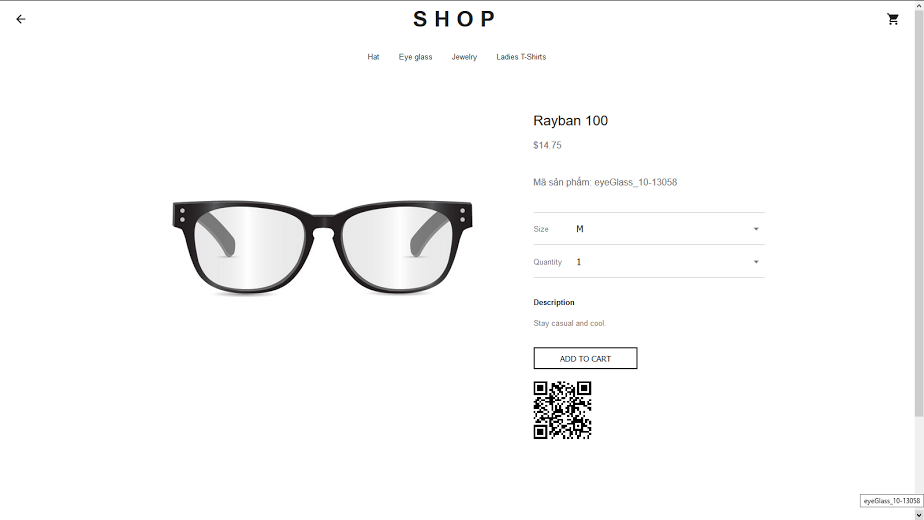 SHOP
Hat Eye glass Jewelry Ladies T-Shirts
Rayban 100
$14.75
Mã sản phẩm: eyeGlass_10-13058
Size M
Quantity 1
Description
Stay casual and cool.
ADD TO CART
eyeGlass_10-13058